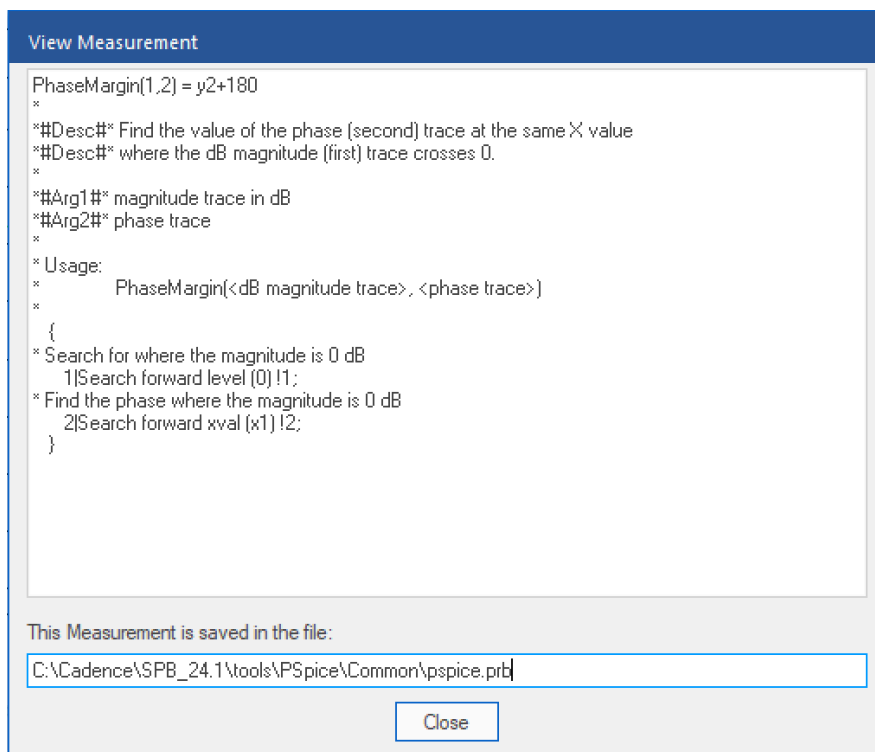 View Measurement
PhaseMargin(1,2) = y2+180
*
*#Desc#* Find the value of the phase (second) trace at the same X value
*#Desc#* where the dB magnitude (first) trace crosses 0.
*
*#Arg1#* magnitude trace in dB
*#Arg2#* phase trace
*
* Usage:
* PhaseMargin(<dB magnitude trace>, <phase trace>)
*
{
* Search for where the magnitude is 0 dB
1|Search forward level (0) !1;
* Find the phase where the magnitude is 0 dB
2|Search forward xval (x1) !2;
}
This Measurement is saved in the file:
C:\Cadence\SPB_24.1\tools\PSpice\Common\pspice.prb
Close